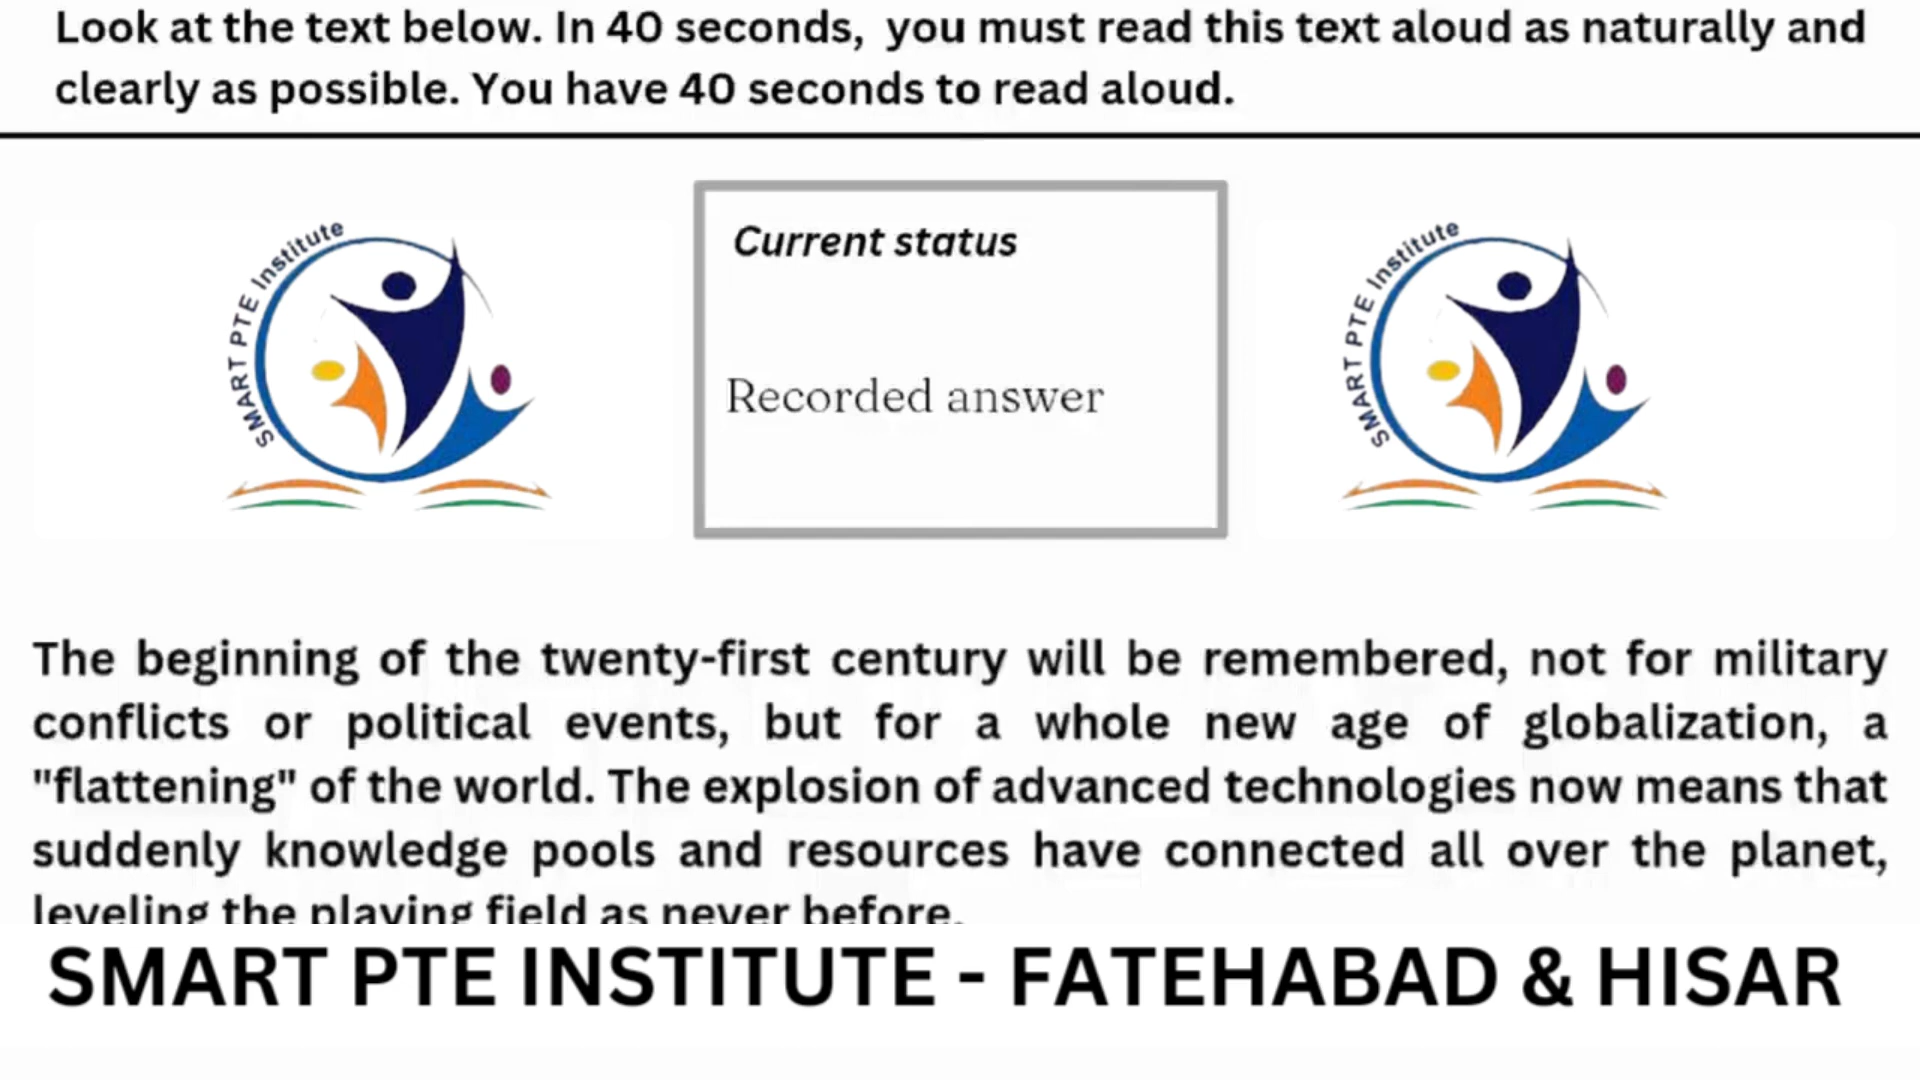 Look at the text below. In 40 seconds, you must read this text aloud as naturally and
clearly as possible. You have 40 seconds to read aloud.
SMART PTE Institute
Current status
Recorded answer
SMART PTE Institute
The beginning of the twenty-first century will be remembered, not for military
conflicts or political events, but for a whole new age of globalization, a
"flattening" of the world. The explosion of advanced technologies now means that
suddenly knowledge pools and resources have connected all over the planet,
leveling the playing field as never before.
SMART PTE INSTITUTE - FATEHABAD & HISAR